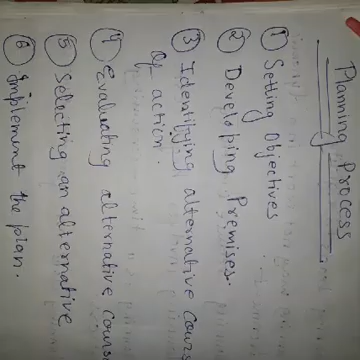 Planning Process
① Setting Objectives
② Developing Premises.
③ Identifying alternative cours
Of action.
④ Evaluating alternative cours
⑤ Selecting an alternative
⑥ Implement the plan.